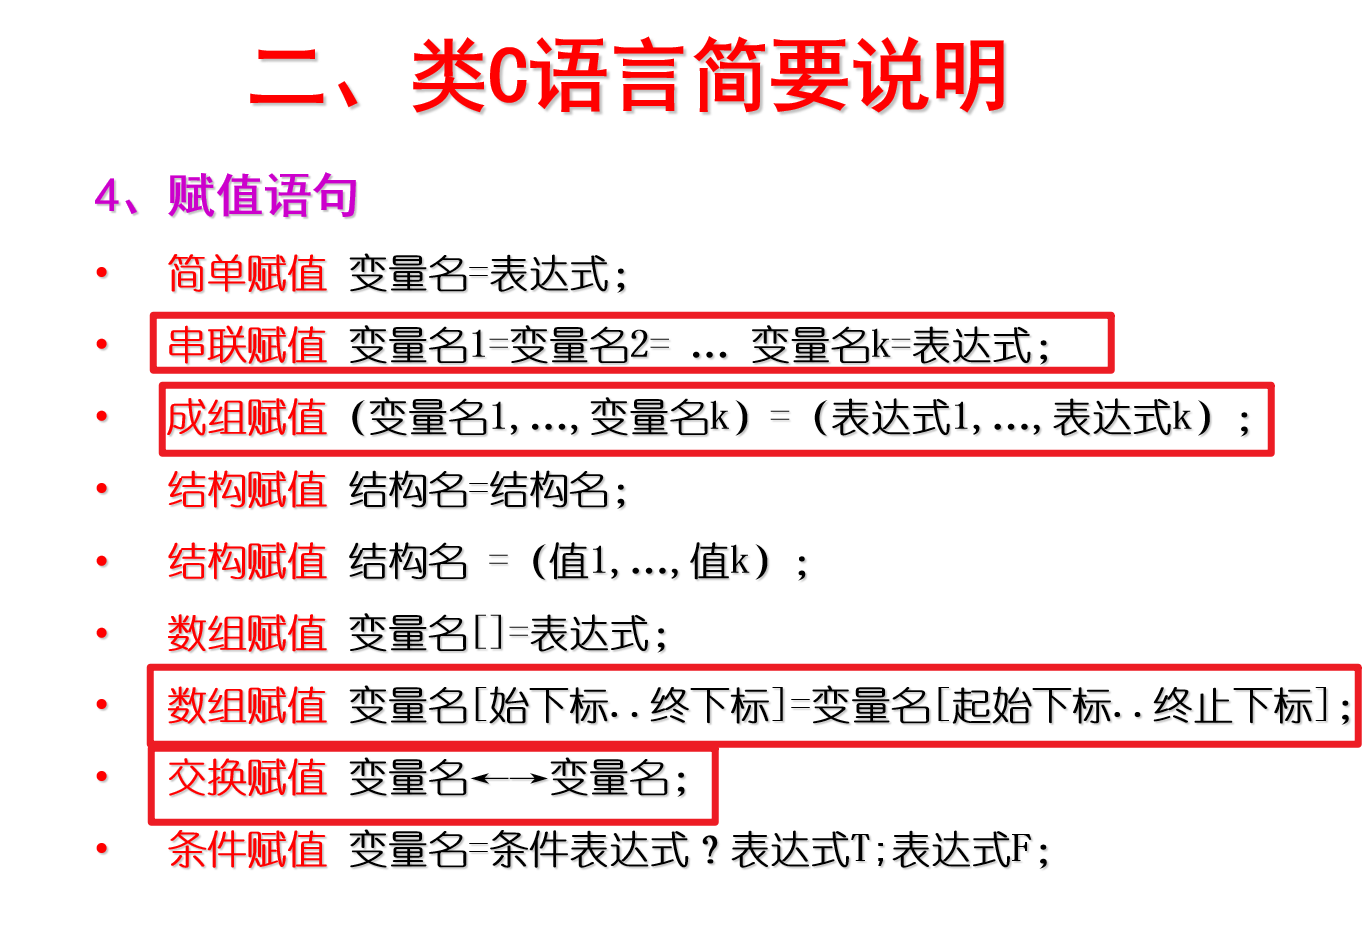 二、类C语言简要说明
4、赋值语句
• 简单赋值 变量名=表达式;
• 串联赋值 变量名1=变量名2= … 变量名k=表达式;
• 成组赋值 (变量名1,…,变量名k) = (表达式1,…,表达式k) ;
• 结构赋值 结构名=结构名;
• 结构赋值 结构名 = (值1,…,值k) ;
• 数组赋值 变量名[]=表达式;
• 数组赋值 变量名[始下标..终下标]=变量名[起始下标..终止下标];
• 交换赋值 变量名←→变量名;
• 条件赋值 变量名=条件表达式?表达式T;表达式F;